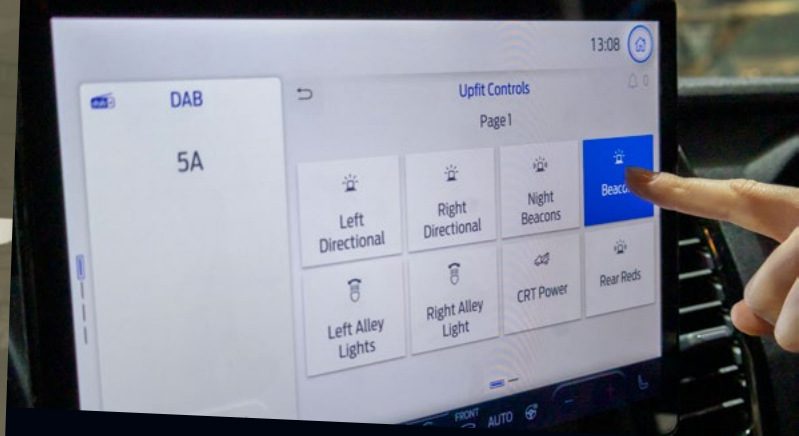 13:08
DAB
5A
Upfit Controls
0
Page 1
Left
Directional
Right
Directional
Night
Beacons
Left Alley
Lights
Right Alley
Light
CRT Power
Rear Reds
FRONT
AUTO